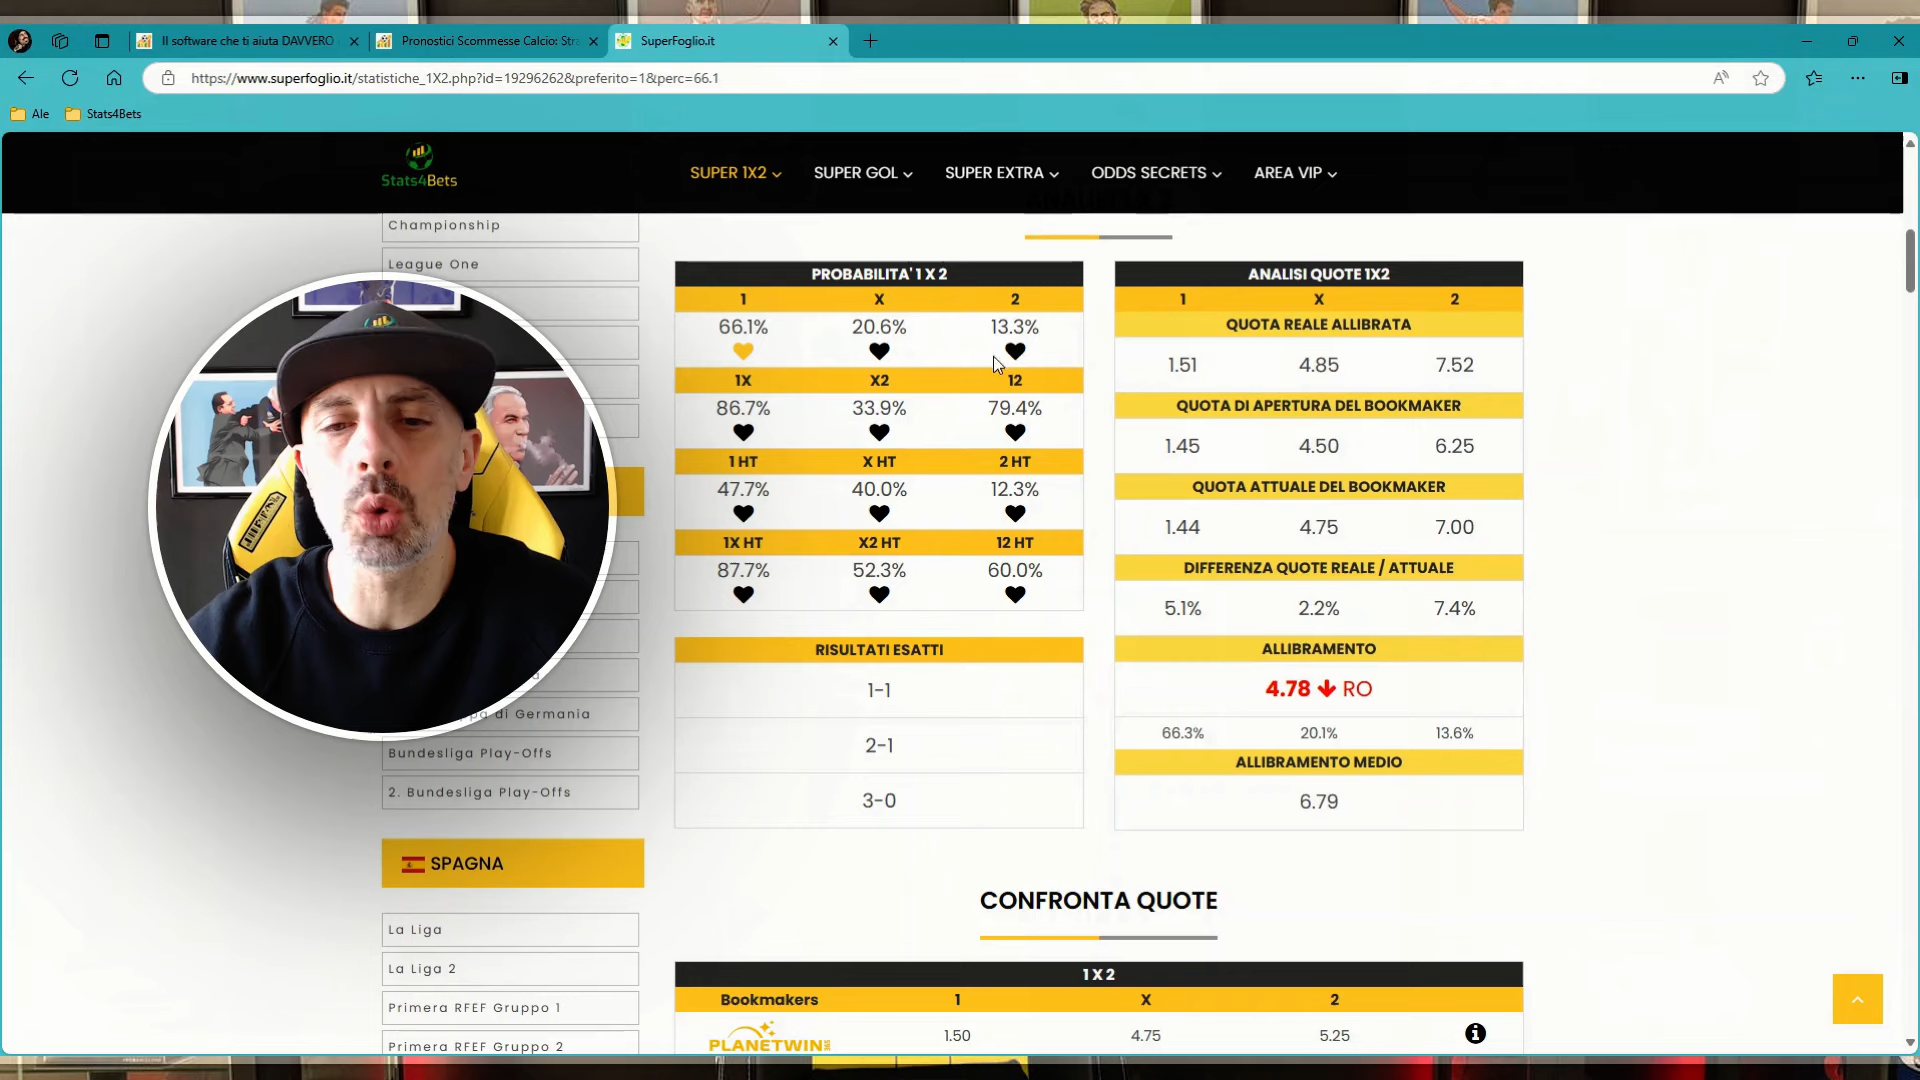 Il software che ti aiuta DAVVERO
Pronostici Scommesse Calcio: Str
SuperFoglio.it
https://www.superfoglio.it/statistiche_1X2.php?id=19296262&preferito=1&perc=66.1
Ale
Stats4Bets
Stats4Bets
SUPER 1X2
SUPER GOL
SUPER EXTRA
ODDS SECRETS
AREA VIP
Championship
League One
pa di Germania
Bundesliga Play-Offs
2. Bundesliga Play-Offs
SPAGNA
La Liga
La Liga 2
Primera RFEF Gruppo 1
Primera RFEF Gruppo 2
PROBABILITA' 1 X 2
1 X 2
66.1% 20.6% 13.3%
1X X2 12
86.7% 33.9% 79.4%
1 HT X HT 2 HT
47.7% 40.0% 12.3%
1X HT X2 HT 12 HT
87.7% 52.3% 60.0%
RISULTATI ESATTI
1-1
2-1
3-0
ANALISI QUOTE 1X2
1 X 2
QUOTA REALE ALLIBRATA
1.51 4.85 7.52
QUOTA DI APERTURA DEL BOOKMAKER
1.45 4.50 6.25
QUOTA ATTUALE DEL BOOKMAKER
1.44 4.75 7.00
DIFFERENZA QUOTE REALE / ATTUALE
5.1% 2.2% 7.4%
ALLIBRAMENTO
4.78 RO
66.3% 20.1% 13.6%
ALLIBRAMENTO MEDIO
6.79
CONFRONTA QUOTE
1 X 2
Bookmakers 1 X 2
PLANETWIN365 1.50 4.75 5.25